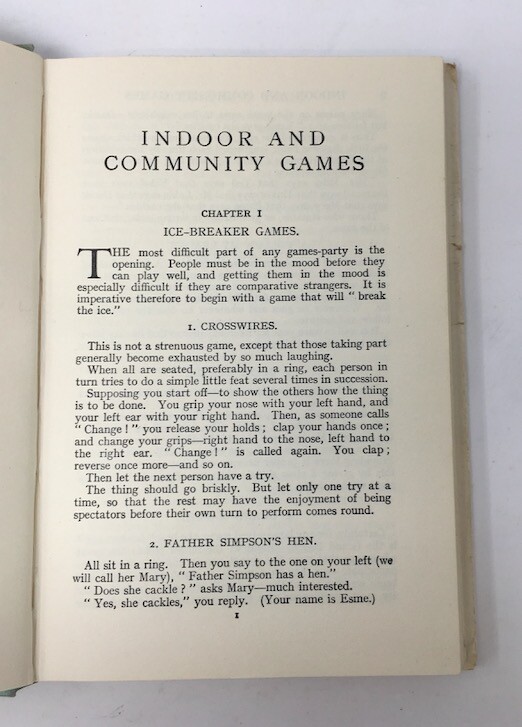 INDOOR AND
COMMUNITY GAMES
CHAPTER I
ICE-BREAKER GAMES.
THE most difficult part of any games-party is the
opening. People must be in the mood before they
can play well, and getting them in the mood is
especially difficult if they are comparative strangers. It is
imperative therefore to begin with a game that will " break
the ice."
1. CROSSWIRES.
This is not a strenuous game, except that those taking part
generally become exhausted by so much laughing.
When all are seated, preferably in a ring, each person in
turn tries to do a simple little feat several times in succession.
Supposing you start off—to show the others how the thing
is to be done. You grip your nose with your left hand, and
your left ear with your right hand. Then, as someone calls
" Change ! " you release your holds ; clap your hands once ;
and change your grips—right hand to the nose, left hand to
the right ear. " Change ! " is called again. You clap ;
reverse once more—and so on.
Then let the next person have a try.
The thing should go briskly. But let only one try at a
time, so that the rest may have the enjoyment of being
spectators before their own turn to perform comes round.
2. FATHER SIMPSON'S HEN.
All sit in a ring. Then you say to the one on your left (we
will call her Mary), " Father Simpson has a hen."
" Does she cackle ? " asks Mary—much interested.
" Yes, she cackles," you reply. (Your name is Esme.)
1